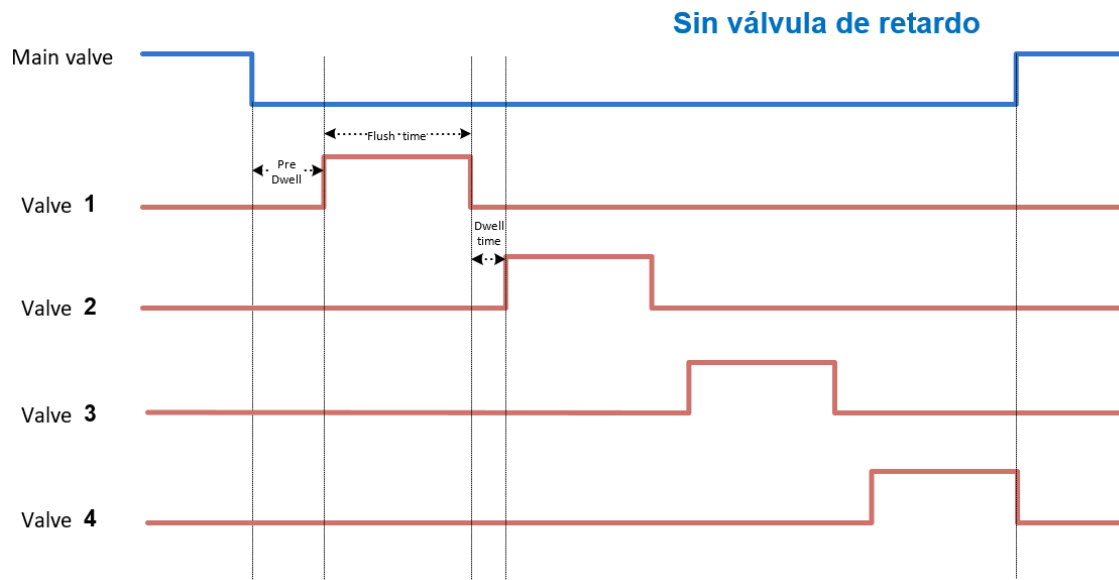 Sin válvula de retardo
Main valve
Flush time
Pre
Dwell
Valve 1
Dwell
time
Valve 2
Valve 3
Valve 4